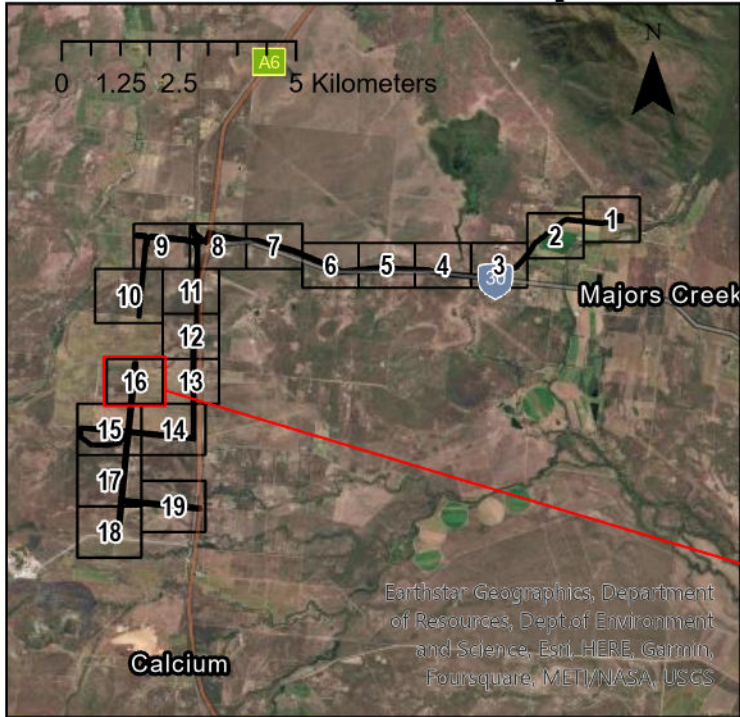 N
A6
0 1.25 2.5 5 Kilometers
1
2
9 8 7
6 5 4 3
36
10 11
Majors Creek
12
16 13
15 14
17
19
18
Earthstar Geographics, Department
of Resources, Dept.of Environment
and Science, Esri, HERE, Garmin,
Foursquare, METI/NASA, USGS
Calcium